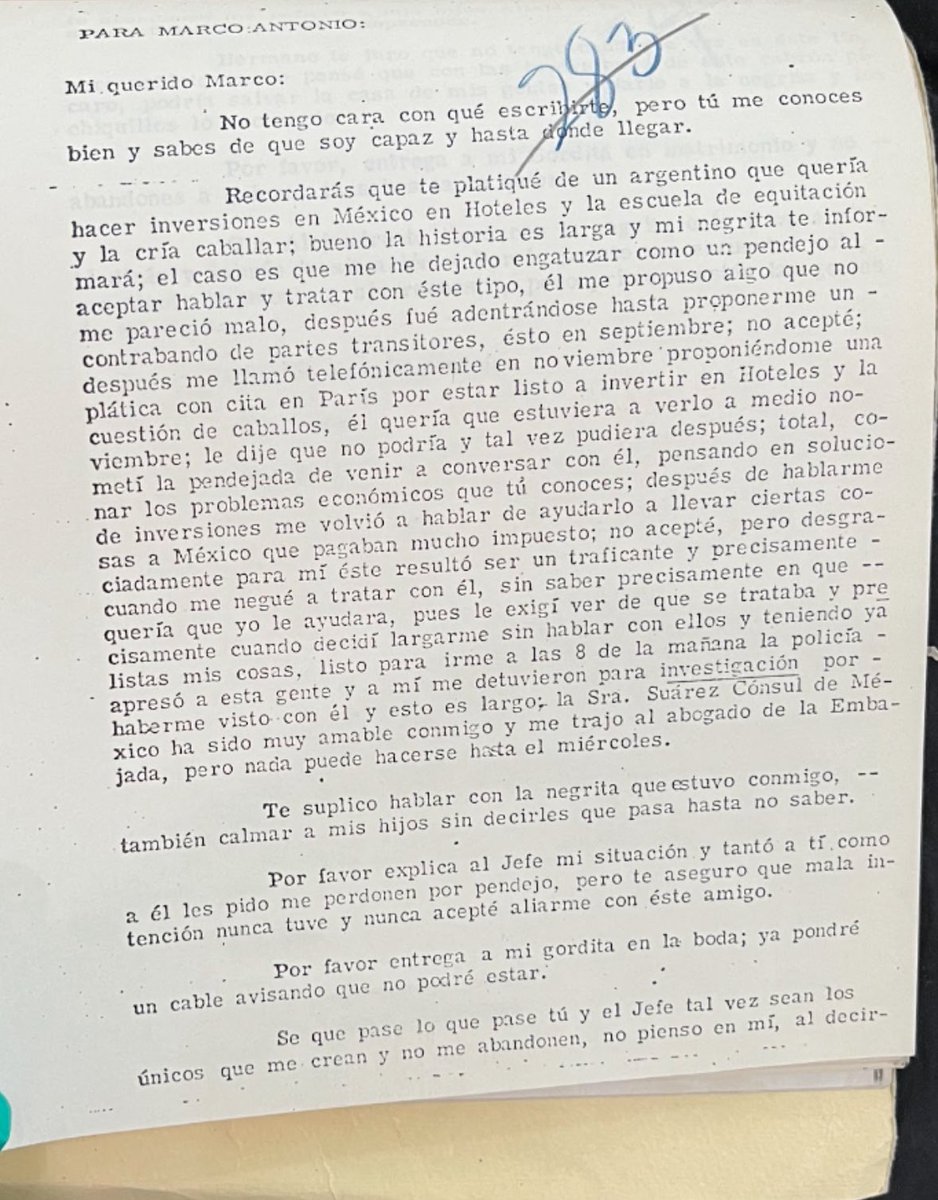 PARA MARCO ANTONIO:
283
Mi querido Marco:
No tengo cara con qué escribirte, pero tú me conoces
bien y sabes de que soy capaz y hasta donde llegar.
Recordarás que te platiqué de un argentino que quería
hacer inversiones en México en Hoteles y la escuela de equitación
y la cría caballar; bueno la historia es larga y mi negrita te infor-
mará; el caso es que me he dejado engatuzar como un pendejo al -
aceptar hablar y tratar con éste tipo, él me propuso algo que no
me pareció malo, después fué adentrándose hasta proponerme un -
contrabando de partes transitores, ésto en septiembre; no acepté;
después me llamó telefónicamente en noviembre proponiéndome una
plática con cita en París por estar listo a invertir en Hoteles y la
cuestión de caballos, él quería que estuviera a verlo a medio no-
viembre; le dije que no podría y tal vez pudiera después; total, co-
metí la pendejada de venir a conversar con él, pensando en solucio-
nar los problemas económicos que tú conoces; después de hablarme
de inversiones me volvió a hablar de ayudarlo a llevar ciertas co-
sas a México que pagaban mucho impuesto; no acepté, pero desgra-
ciadamente para mí éste resultó ser un traficante y precisamente -
cuando me negué a tratar con él, sin saber precisamente en que --
quería que yo le ayudara, pues le exigí ver de que se trataba y pre
cisamente cuando decidí largarme sin hablar con ellos y teniendo ya
listas mis cosas, listo para irme a las 8 de la mañana la policía -
apresó a esta gente y a mí me detuvieron para investigación por -
haberme visto con él y esto es largo; la Sra. Suárez Cónsul de Mé-
xico ha sido muy amable conmigo y me trajo al abogado de la Emba-
jada, pero nada puede hacerse hasta el miércoles.
Te suplico hablar con la negrita que estuvo conmigo, --
también calmar a mis hijos sin decirles que pasa hasta no saber.
Por favor explica al Jefe mi situación y tantó a tí como
a él les pido me perdonen por pendejo, pero te aseguro que mala in-
tención nunca tuve y nunca acepté aliarme con éste amigo.
Por favor entrega a mi gordita en la boda; ya pondré
un cable avisando que no podré estar.
Se que pase lo que pase tú y el Jefe tal vez sean los
únicos que me crean y no me abandonen, no pienso en mí, al decir-